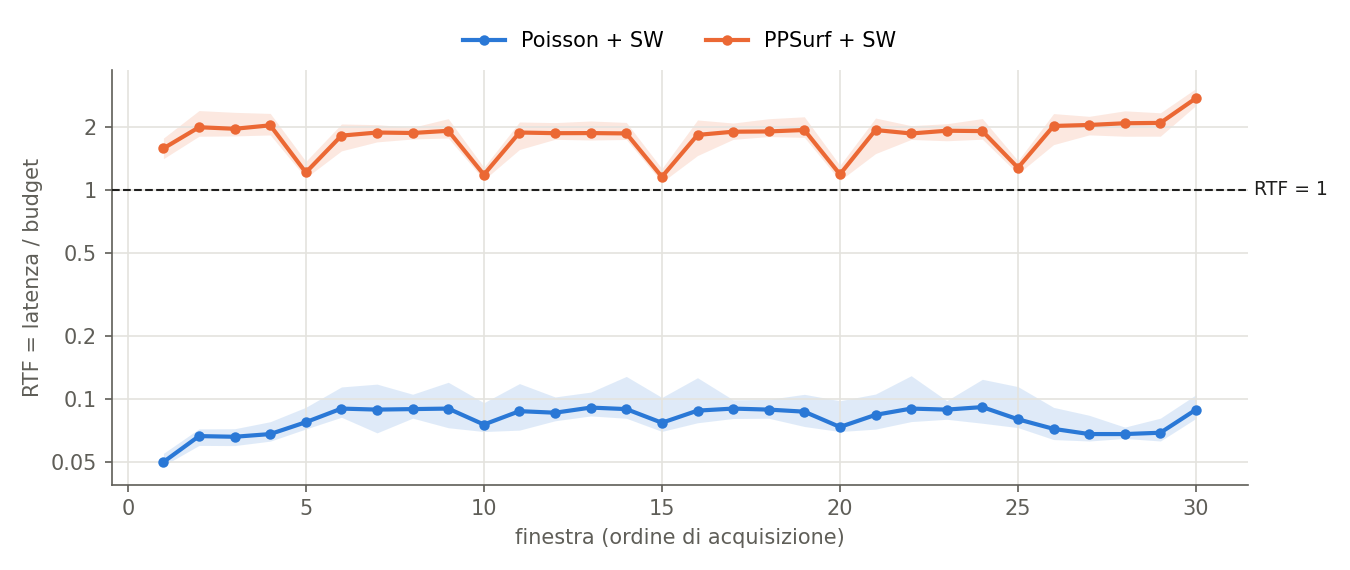 Poisson + SW
PPSurf + SW
RTF = latenza / budget
2
1
0.5
0.2
0.1
0.05
RTF = 1
0
5
10
15
20
25
30
finestra (ordine di acquisizione)